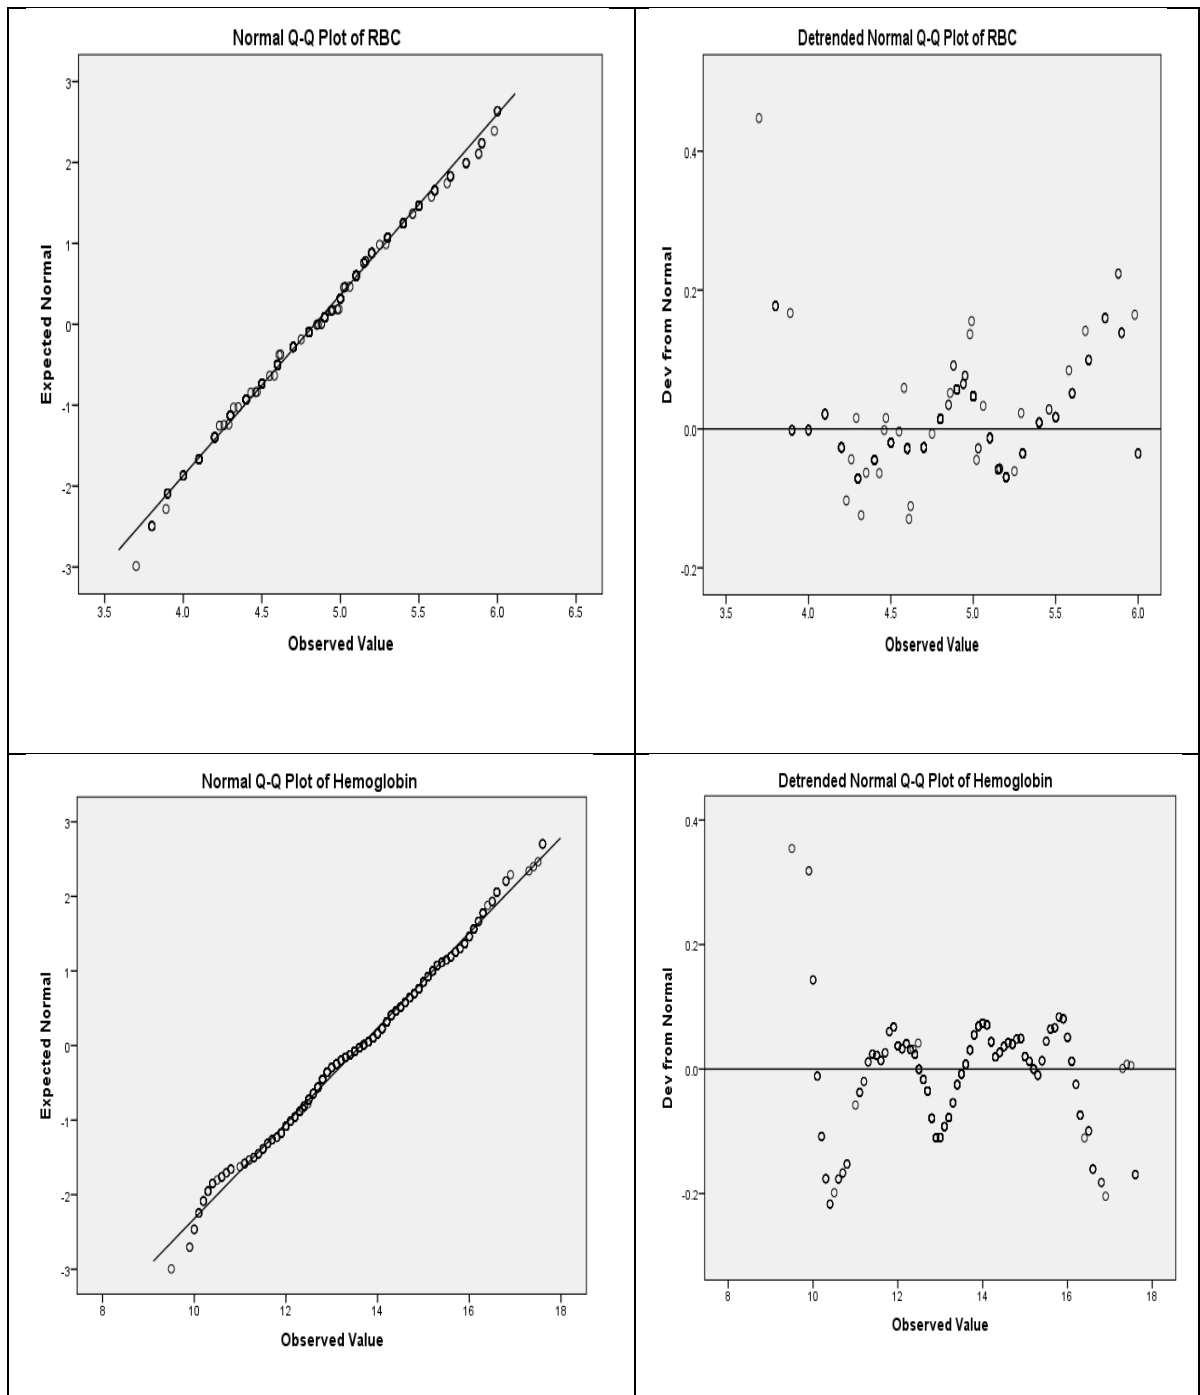 Normal Q-Q Plot of RBC
Expected Normal
3
2
1
0
-1
-2
-3
3.5 4.0 4.5 5.0 5.5 6.0 6.5
Observed Value
Detrended Normal Q-Q Plot of RBC
Dev from Normal
0.4
0.2
0.0
-0.2
3.5 4.0 4.5 5.0 5.5 6.0
Observed Value
Normal Q-Q Plot of Hemoglobin
Expected Normal
3
2
1
0
-1
-2
-3
8 10 12 14 16 18
Observed Value
Detrended Normal Q-Q Plot of Hemoglobin
Dev from Normal
0.4
0.2
0.0
-0.2
8 10 12 14 16 18
Observed Value